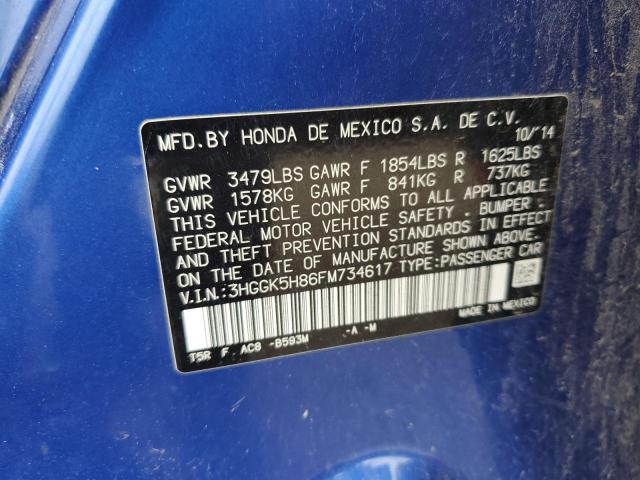 MFD. BY HONDA DE MEXICO S.A. DE C.V.
10/14
GVWR 3479LBS GAWR F 1854LBS R 1625LBS
GVWR 1578KG GAWR F 841KG R 737KG
THIS VEHICLE CONFORMS TO ALL APPLICABLE
FEDERAL MOTOR VEHICLE SAFETY, BUMPER,
AND THEFT PREVENTION STANDARDS IN EFFECT
ON THE DATE OF MANUFACTURE SHOWN ABOVE.
V.I.N.:3HGGK5H86FM734617 TYPE:PASSENGER CAR
MADE IN MEXICO
T5R F AC8 -B593M -A -M